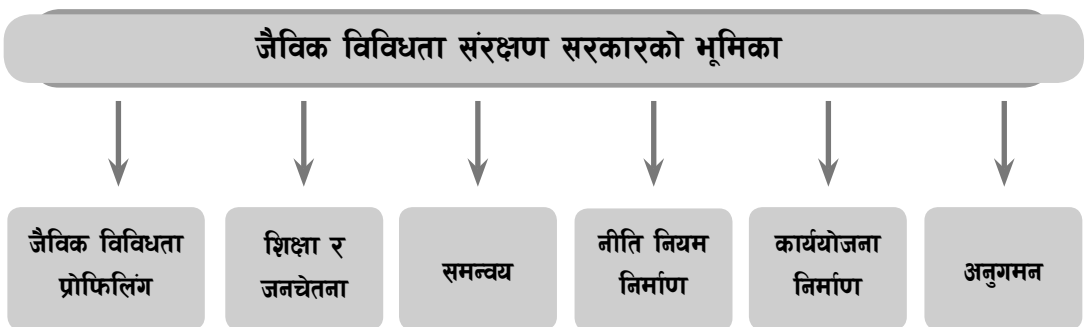 जैविक विविधता संरक्षण सरकारको भूमिका
जैविक विविधता
प्रोफिलिंग
शिक्षा र
जनचेतना
समन्वय
नीति नियम
निर्माण
कार्ययोजना
निर्माण
अनुगमन